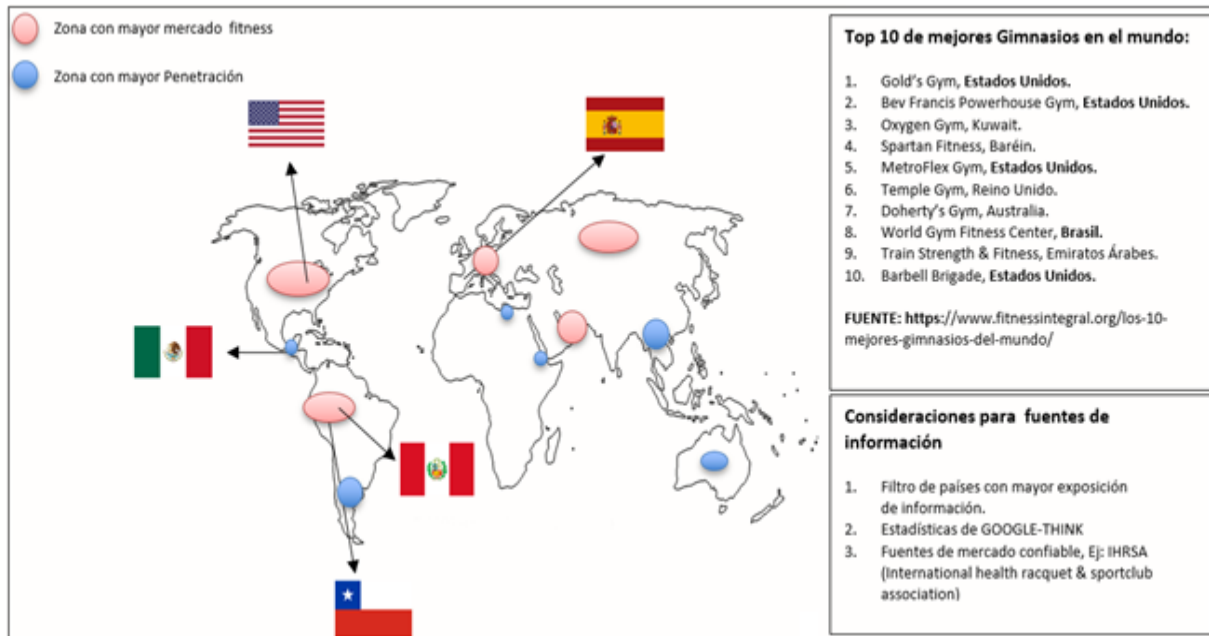 Zona con mayor mercado fitness
Zona con mayor Penetración
Top 10 de mejores Gimnasios en el mundo:
1. Gold's Gym, Estados Unidos.
2. Bev Francis Powerhouse Gym, Estados Unidos.
3. Oxygen Gym, Kuwait.
4. Spartan Fitness, Baréin.
5. MetroFlex Gym, Estados Unidos.
6. Temple Gym, Reino Unido.
7. Doherty's Gym, Australia.
8. World Gym Fitness Center, Brasil.
9. Train Strength & Fitness, Emiratos Árabes.
10. Barbell Brigade, Estados Unidos.
FUENTE: https://www.fitnessintegral.org/los-10-
mejores-gimnasios-del-mundo/
Consideraciones para fuentes de
información
1. Filtro de países con mayor exposición
de información.
2. Estadísticas de GOOGLE-THINK
3. Fuentes de mercado confiable, Ej: IHRSA
(International health racquet & sportclub
association)